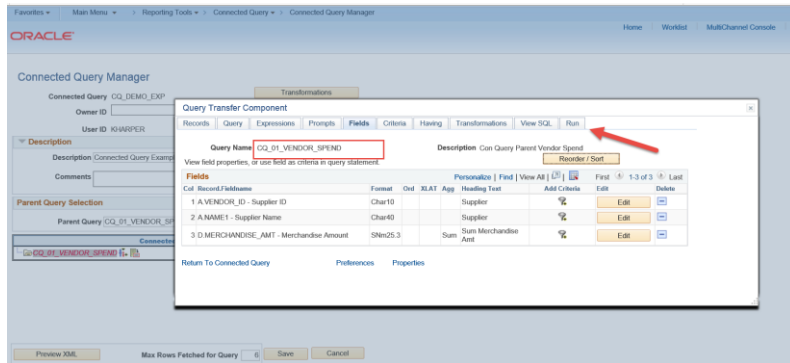 Favorites Main Menu > Reporting Tools > Connected Query > Connected Query Manager
Home Worklist MultiChannel Console
ORACLE
Connected Query Manager
Connected Query CQ_DEMO_EXP
Transformations
Owner ID
User ID KHARPER
Description
Description Connected Query Examp
Comments
Parent Query Selection
Parent Query CQ_01_VENDOR_SP
Connecte
CQ_01_VENDOR_SPEND
Query Transfer Component
Records Query Expressions Prompts Fields Criteria Having Transformations View SQL Run
Query Name CQ_01_VENDOR_SPEND Description Con Query Parent Vendor Spend
View field properties, or use field as criteria in query statement.
Reorder / Sort
Fields Personalize | Find | View All | First 1-3 of 3 Last
Col Record.Fieldname Format Ord XLAT Agg Heading Text Add Criteria Edit Delete
1 A.VENDOR_ID - Supplier ID Char10 Supplier Edit
2 A.NAME1 - Supplier Name Char40 Supplier Edit
3 D.MERCHANDISE_AMT - Merchandise Amount SNm25.3 Sum Sum Merchandise Amt Edit
Return To Connected Query Preferences Properties
Preview XML Max Rows Fetched for Query Save Cancel